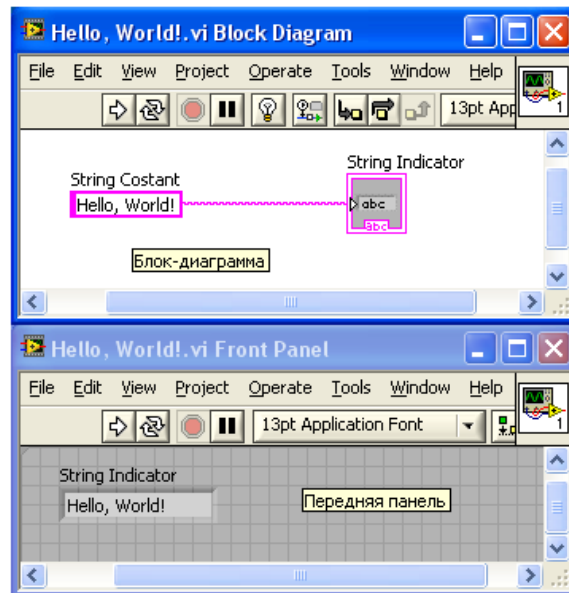 Hello, World!.vi Block Diagram
File Edit View Project Operate Tools Window Help
13pt App
1
String Indicator
String Costant
Hello, World!
abc
abc
Блок-диаграмма
Hello, World!.vi Front Panel
File Edit View Project Operate Tools Window Help
13pt Application Font
1
String Indicator
Hello, World!
Передняя панель